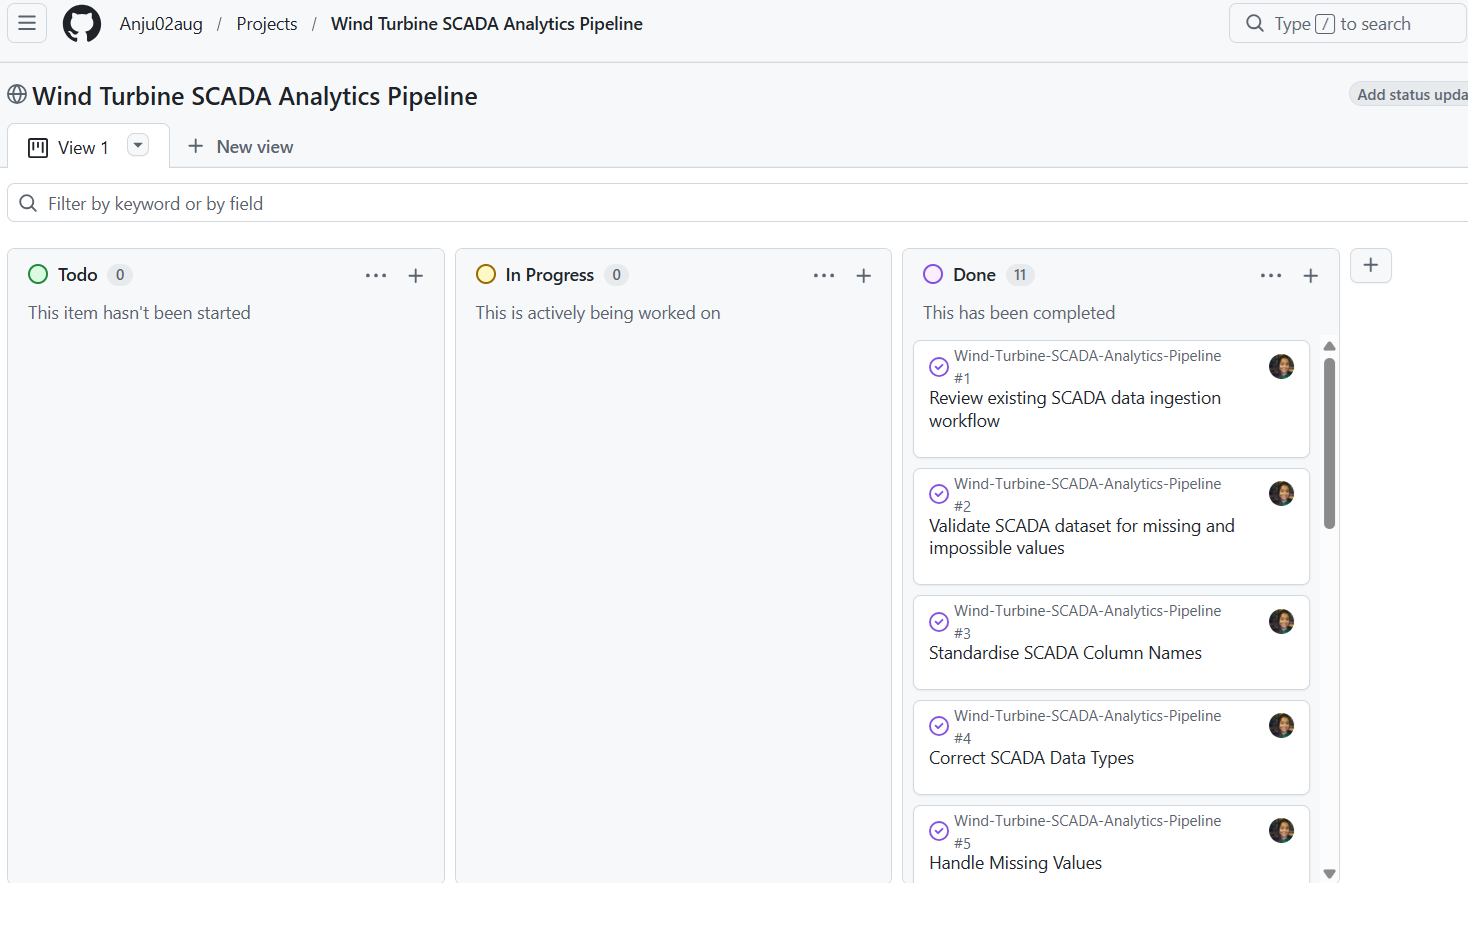 Anju02aug / Projects / Wind Turbine SCADA Analytics Pipeline
Type / to search
Wind Turbine SCADA Analytics Pipeline
Add status upda
View 1
New view
Filter by keyword or by field
Todo 0
This item hasn't been started
In Progress 0
This is actively being worked on
Done 11
This has been completed
Wind-Turbine-SCADA-Analytics-Pipeline
#1
Review existing SCADA data ingestion
workflow
Wind-Turbine-SCADA-Analytics-Pipeline
#2
Validate SCADA dataset for missing and
impossible values
Wind-Turbine-SCADA-Analytics-Pipeline
#3
Standardise SCADA Column Names
Wind-Turbine-SCADA-Analytics-Pipeline
#4
Correct SCADA Data Types
Wind-Turbine-SCADA-Analytics-Pipeline
#5
Handle Missing Values